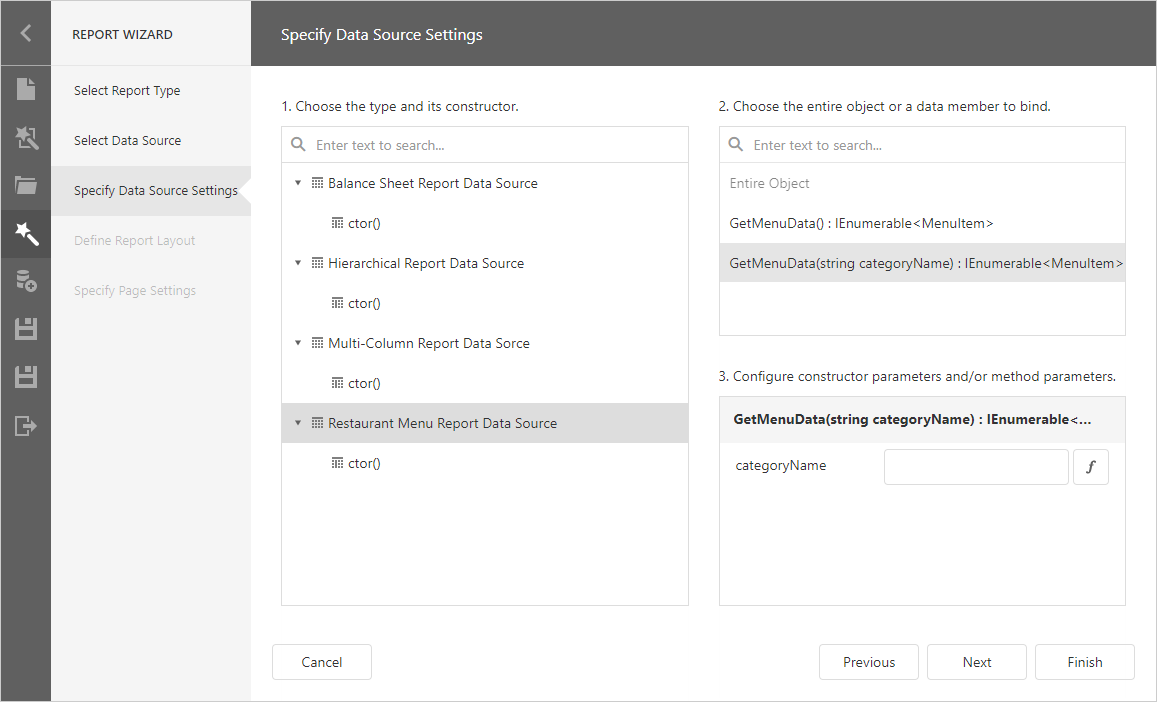 REPORT WIZARD
Select Report Type
Select Data Source
Specify Data Source Settings
Define Report Layout
Specify Page Settings
Specify Data Source Settings
1. Choose the type and its constructor.
Enter text to search...
Balance Sheet Report Data Source
ctor()
Hierarchical Report Data Source
ctor()
Multi-Column Report Data Sorce
ctor()
Restaurant Menu Report Data Source
ctor()
2. Choose the entire object or a data member to bind.
Enter text to search...
Entire Object
GetMenuData() : IEnumerable<MenuItem>
GetMenuData(string categoryName) : IEnumerable<MenuItem>
3. Configure constructor parameters and/or method parameters.
GetMenuData(string categoryName) : IEnumerable<...
categoryName
f
Cancel
Previous
Next
Finish